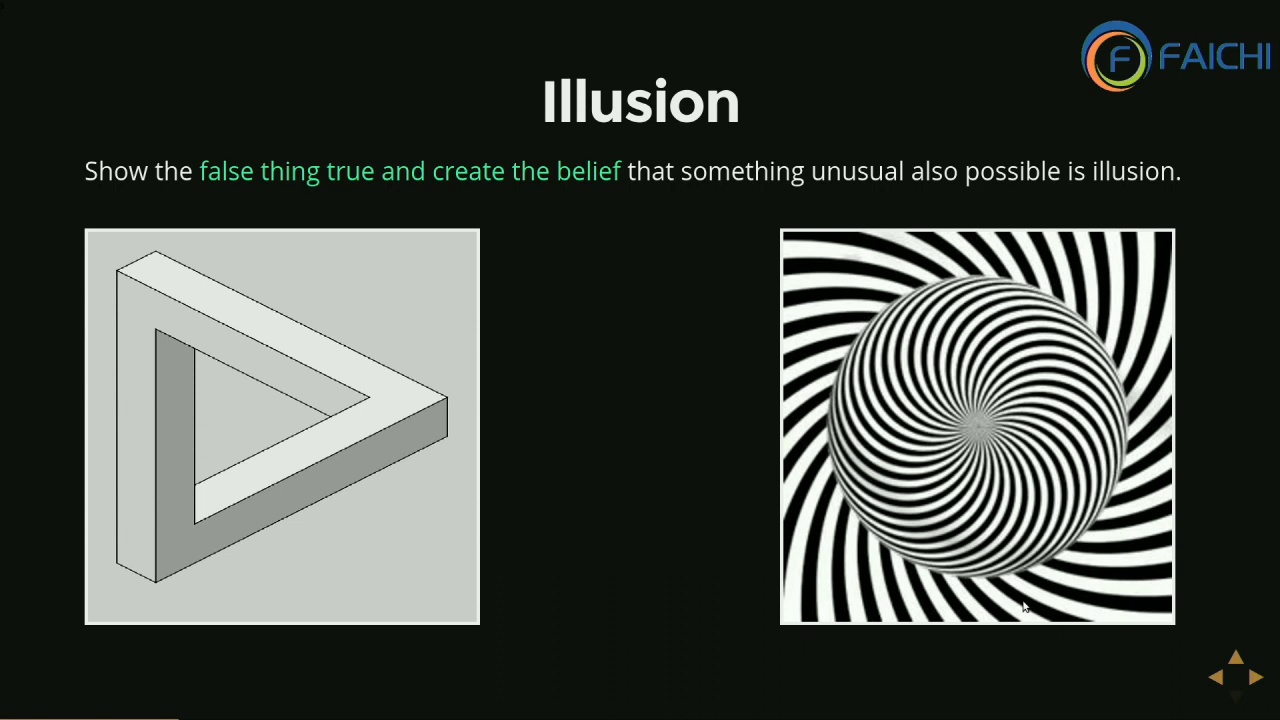 F FAICHI
Illusion
Show the false thing true and create the belief that something unusual also possible is illusion.